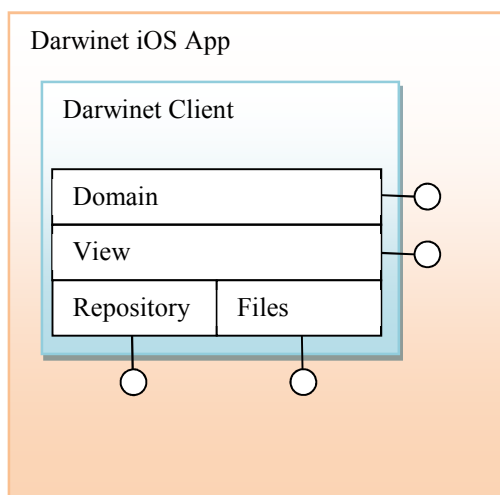 Darwinet iOS App
Darwinet Client
Domain
View
Repository Files